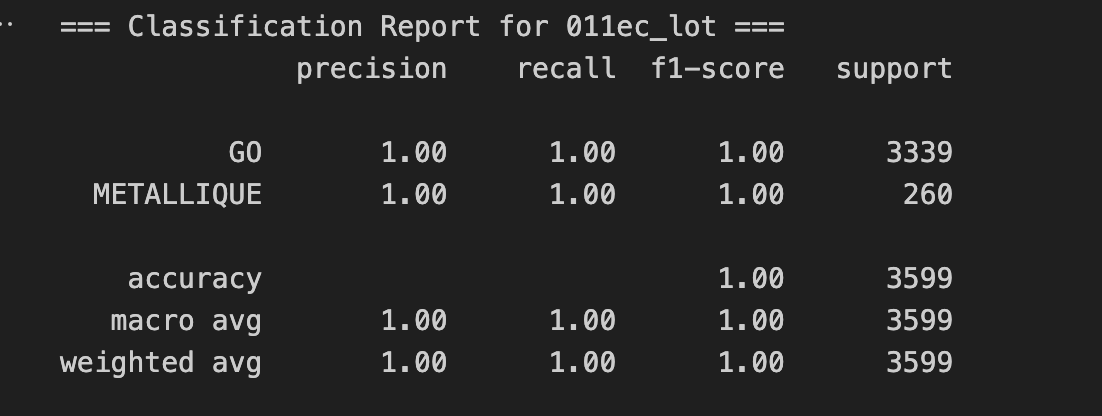 === Classification Report for 011ec_lot ===
precision recall f1-score support
GO 1.00 1.00 1.00 3339
METALLIQUE 1.00 1.00 1.00 260
accuracy 1.00 3599
macro avg 1.00 1.00 1.00 3599
weighted avg 1.00 1.00 1.00 3599